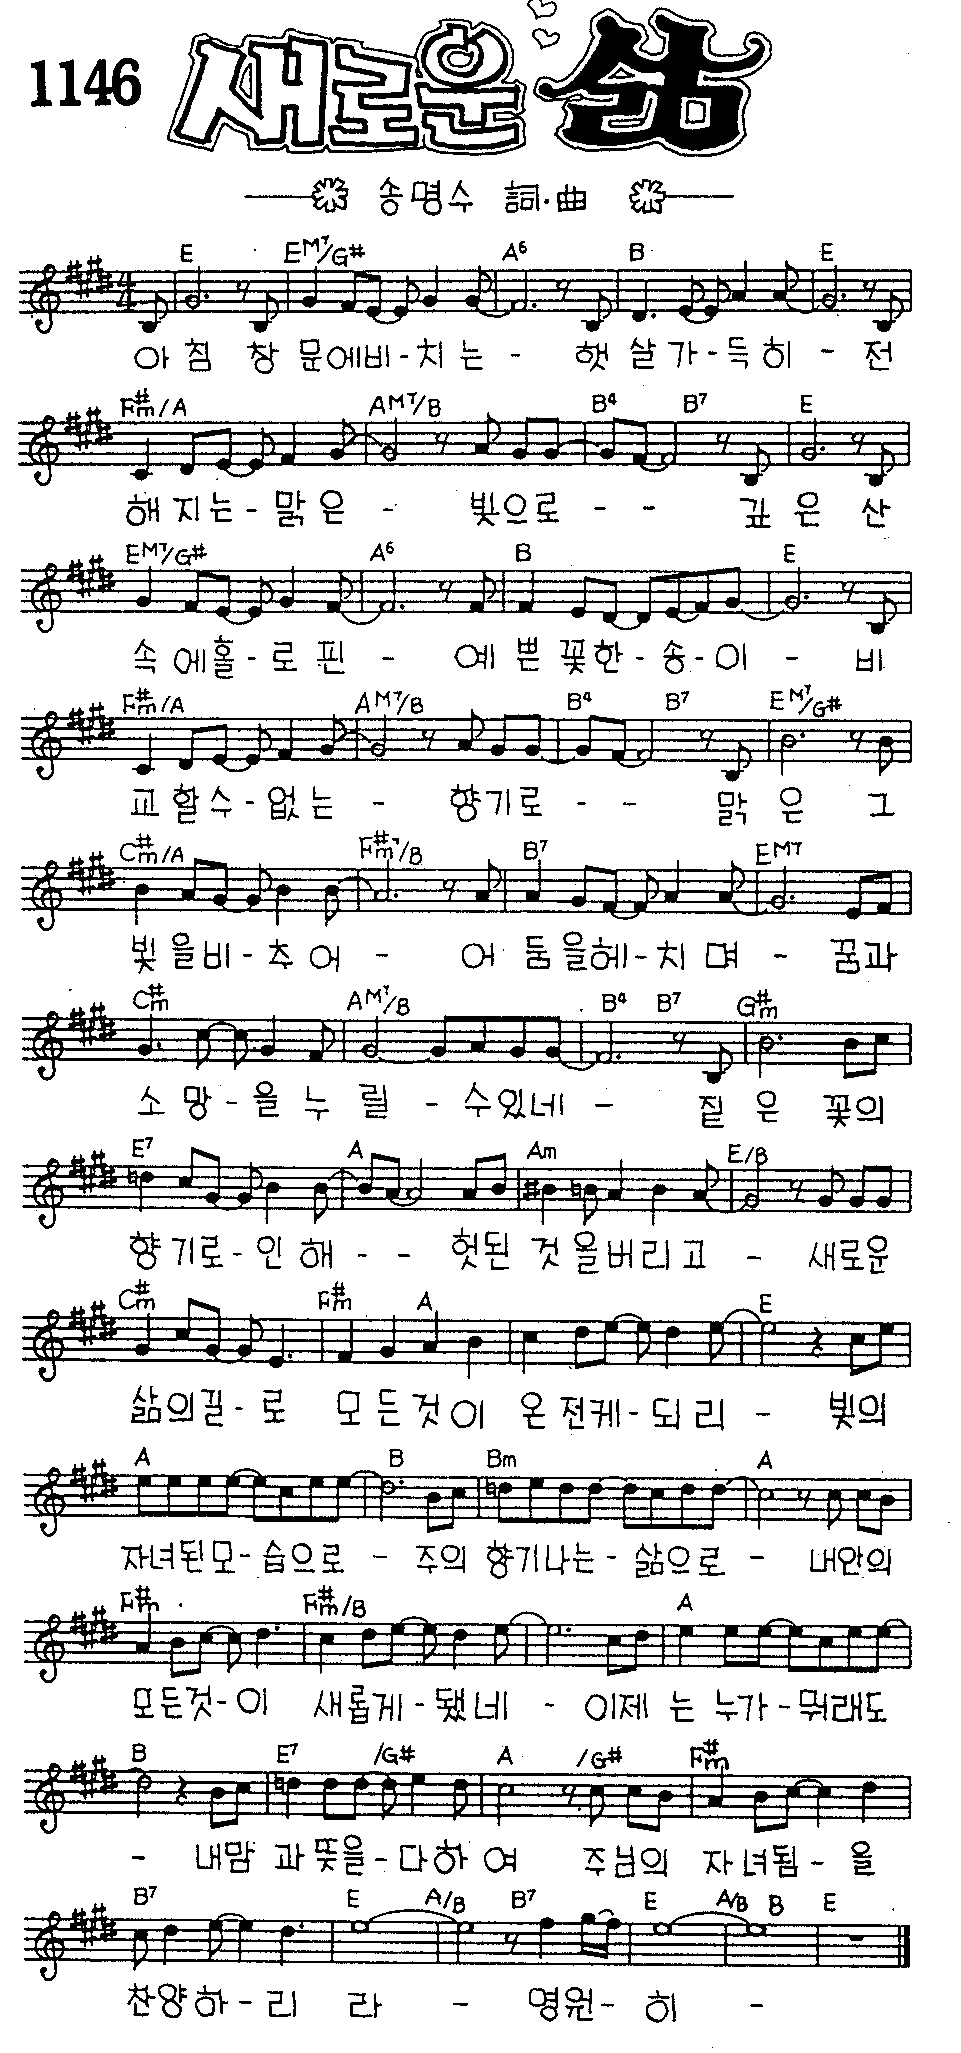 1146 새로운 삶
송명수 詞·曲
E EM7/G# A6 B E
아 침 창 문에비-치 는 - 햇 살 가-득 히 - 전
F#m/A AM7/B B4 B7 E
해 지 는-맑 은 - 빛으로 - - 깊 은 산
EM7/G# A6 B E
속 에홀-로 핀 - 예 쁜 꽃한-송-이 - 비
F#m/A AM7/B B4 B7 EM7/G#
교 할수-없는 - 향기로 - - 맑 은 그
C#m/A F#m7/B B7 EM7
빛 을비-추 어 - 어 둠 을헤-치 며 - 꿈과
C#m AM7/B B4 B7 G#m
소 망-을 누 릴 - 수있네 - 짙 은 꽃의
E7 A Am E/B
향 기로-인 해 - - 헛된 것 을버리고 - 새로운
C#m F#m A E
삶의길-로 모 든 것 이 온 전케-되 리 - 빛의
A B Bm A
자녀된모-습으로 - 주의 향기나는-삶으로 - 내안의
F#m F#m/B A
모든것-이 새롭게-됐네 - 이제 는 누가-뭐래도
B E7 /G# A /G# F#m
- 내맘 과 뜻을-다하 여 주님의 자 녀됨-을
B7 E A/B B7 E A/B B E
찬양하-리 라 - 영원-히 -